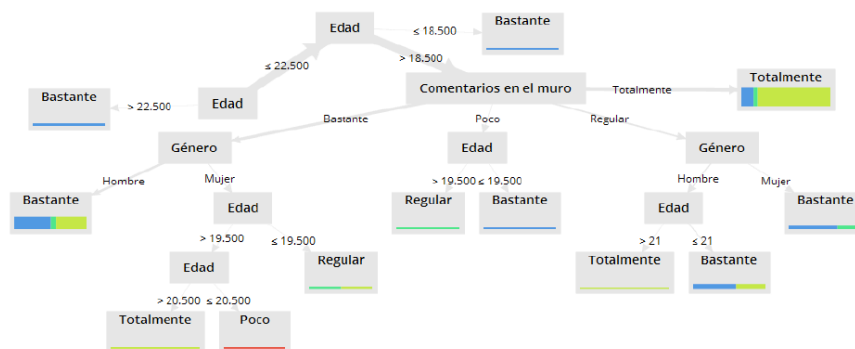 Edad
≤ 18.500
Bastante
≤ 22.500
> 18.500
Bastante
> 22.500
Edad
Comentarios en el muro
Totalmente
Totalmente
Bastante
Poco
Regular
Género
Edad
Género
Hombre
Mujer
> 19.500
≤ 19.500
Hombre
Mujer
Bastante
Edad
Regular
Bastante
Edad
Bastante
> 19.500
≤ 19.500
> 21
≤ 21
Edad
Regular
Totalmente
Bastante
> 20.500
≤ 20.500
Totalmente
Poco